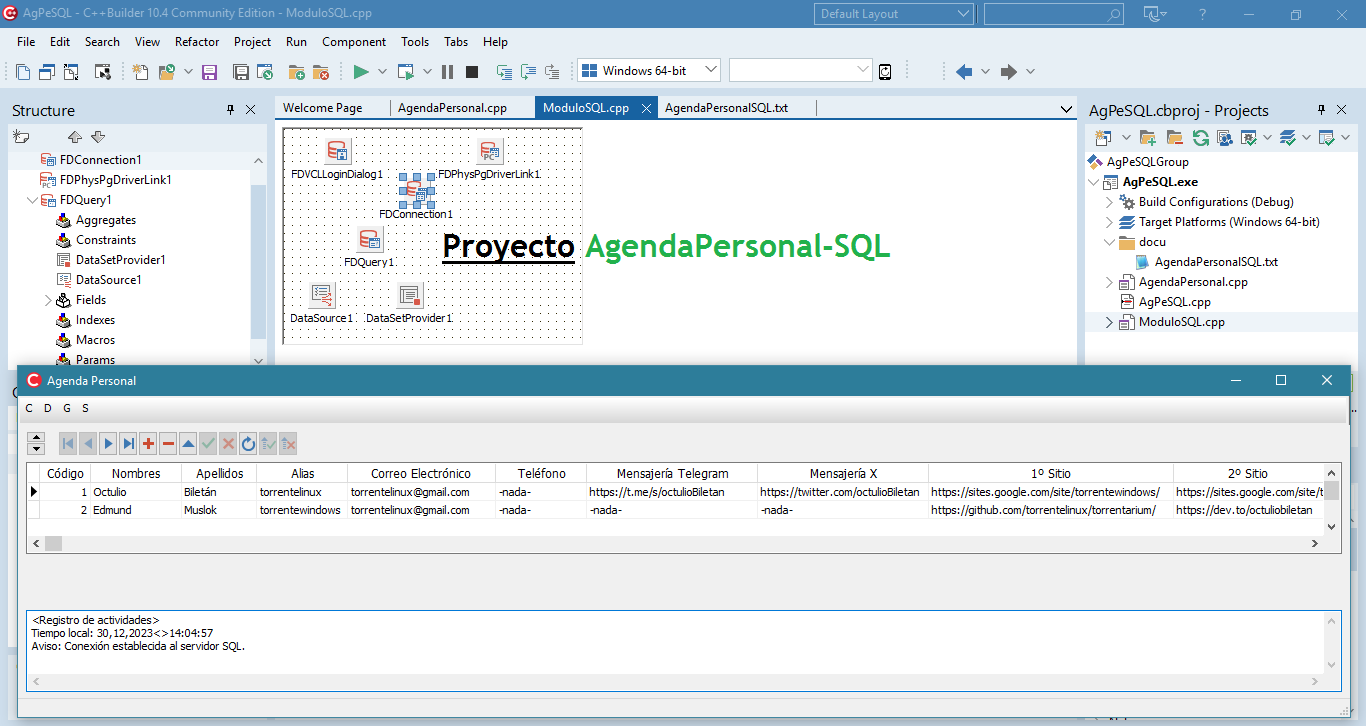 AgPeSQL - C++Builder 10.4 Community Edition - ModuloSQL.cpp
Default Layout
?
File Edit Search View Refactor Project Run Component Tools Tabs Help
Windows 64-bit
Structure
FDConnection1
FDPhysPgDriverLink1
FDQuery1
Aggregates
Constraints
DataSetProvider1
DataSource1
Fields
Indexes
Macros
Params
Welcome Page AgendaPersonal.cpp ModuloSQL.cpp AgendaPersonalSQL.txt
FDVCLLoginDialog1 FDPhysPgDriverLink1
FDConnection1
Proyecto AgendaPersonal-SQL
FDQuery1
DataSource1 DataSetProvider1
AgPeSQL.cbproj - Projects
AgPeSQLGroup
AgPeSQL.exe
Build Configurations (Debug)
Target Platforms (Windows 64-bit)
docu
AgendaPersonalSQL.txt
AgendaPersonal.cpp
AgPeSQL.cpp
ModuloSQL.cpp
Agenda Personal
C D G S
Código Nombres Apellidos Alias Correo Electrónico Teléfono Mensajería Telegram Mensajería X 1º Sitio 2º Sitio
1 Octulio Biletán torrentelinux torrentelinux@gmail.com -nada- https://t.me/s/octulioBiletan https://twitter.com/octulioBiletan https://sites.google.com/site/torrentewindows/ https://sites.google.com/site/t
2 Edmund Muslok torrentewindows torrentelinux@gmail.com -nada- -nada- -nada- https://github.com/torrentelinux/torrentarium/ https://dev.to/octuliobiletan
<Registro de actividades>
Tiempo local: 30,12,2023<>14:04:57
Aviso: Conexión establecida al servidor SQL.